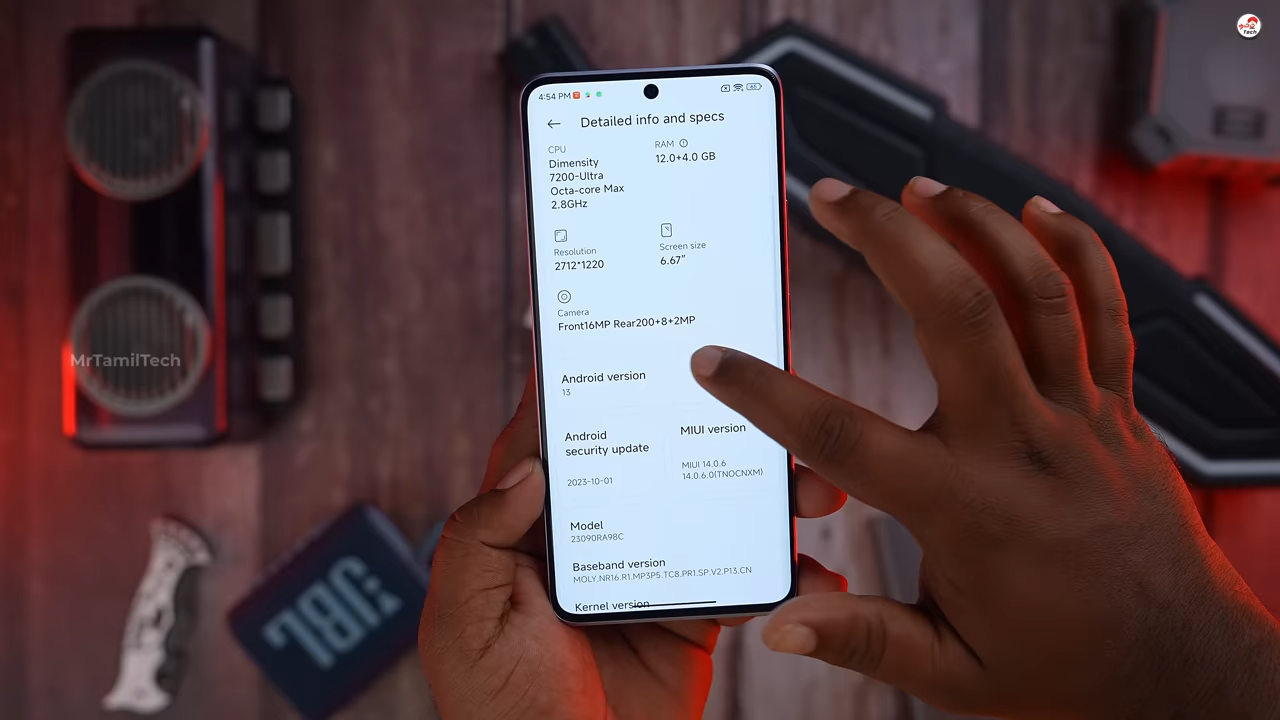 Tech
4:54 PM
Detailed info and specs
CPU
Dimensity
7200-Ultra
Octa-core Max
2.8GHz
RAM
12.0+4.0 GB
Resolution
2712*1220
Screen size
6.67"
Camera
Front16MP Rear200+8+2MP
Android version
13
Android
security update
2023-10-01
MIUI version
MIUI 14.0.6
14.0.6.0(TNOCNXM)
Model
23090RA98C
Baseband version
MOLY.NR16.R1.MP3P5.TC8.PR1.SP.V2.P13.CN
Kernel version
MrTamilTech
JBL